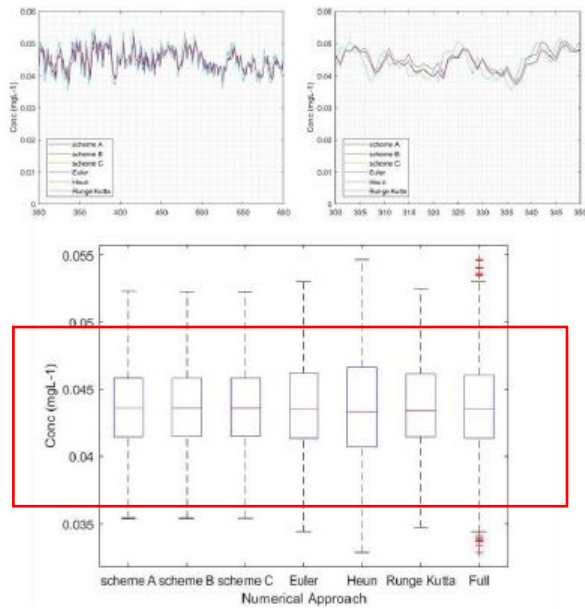 0.06
0.05
0.04
0.03
0.02
0.01
0
Conc (mgL-1)
scheme A
scheme B
scheme C
Euler
Heun
Runge Kutta
400
450
500
550
600
0.06
0.05
0.04
0.03
0.02
0.01
0
Conc (mgL-1)
scheme A
scheme B
scheme C
Euler
Heun
Runge Kutta
300 305 310 315 320 325 330 335 340 345 350
0.055
0.05
0.045
0.04
0.035
Conc (mgL-1)
scheme A scheme B scheme C Euler Heun Runge Kutta Full
Numerical Approach